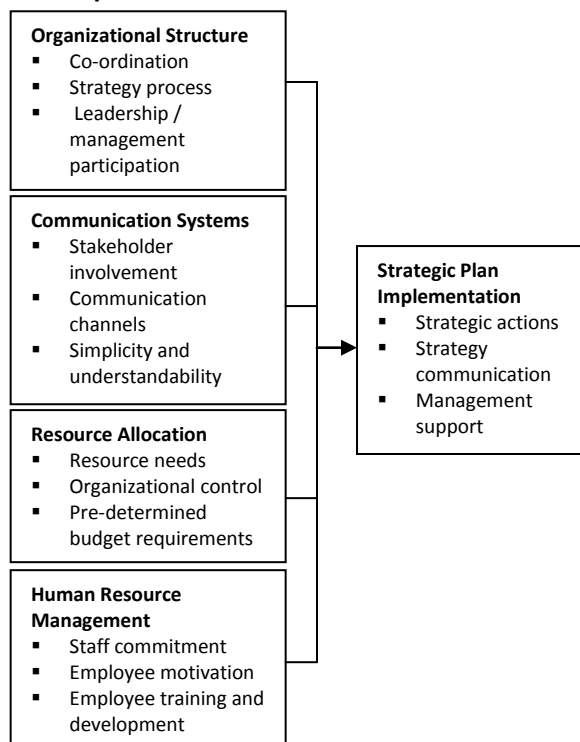 Organizational Structure
▪ Co-ordination
▪ Strategy process
▪ Leadership /
management
participation
Communication Systems
▪ Stakeholder
involvement
▪ Communication
channels
▪ Simplicity and
understandability
Resource Allocation
▪ Resource needs
▪ Organizational control
▪ Pre-determined
budget requirements
Human Resource
Management
▪ Staff commitment
▪ Employee motivation
▪ Employee training and
development
Strategic Plan
Implementation
▪ Strategic actions
▪ Strategy
communication
▪ Management
support